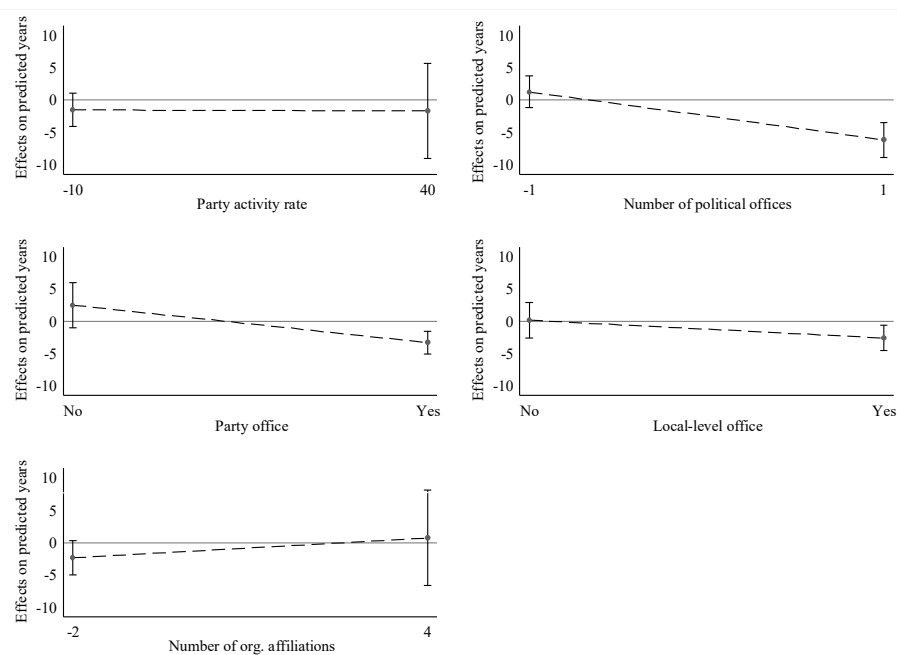 Effects on predicted years
10
5
0
-5
-10
-10 40
Party activity rate
Effects on predicted years
10
5
0
-5
-10
-1 1
Number of political offices
Effects on predicted years
10
5
0
-5
-10
No Yes
Party office
Effects on predicted years
10
5
0
-5
-10
No Yes
Local-level office
Effects on predicted years
10
5
0
-5
-10
-2 4
Number of org. affiliations